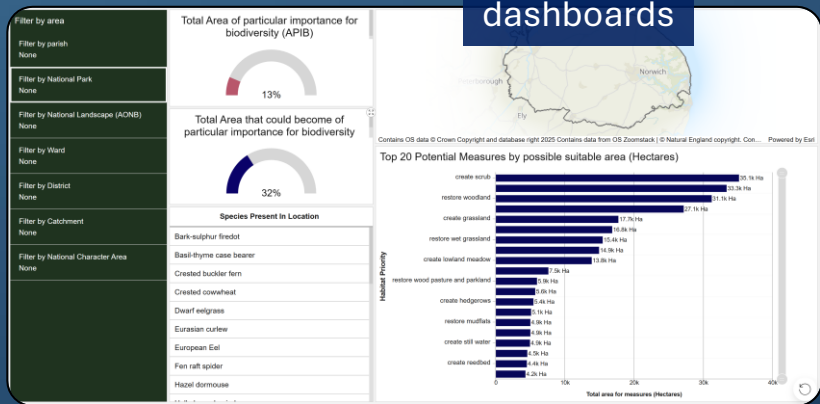 dashboards
Filter by area
Filter by parish
None
Filter by National Park
None
Filter by National Landscape (AONB)
None
Filter by Ward
None
Filter by District
None
Filter by Catchment
None
Filter by National Character Area
None
Total Area of particular importance for
biodiversity (APIB)
13%
Total Area that could become of
particular importance for biodiversity
32%
Species Present In Location
Bark-sulphur firedot
Basil-thyme case bearer
Crested buckler fern
Crested cowwheat
Dwarf eelgrass
Eurasian curlew
European Eel
Fen raft spider
Hazel dormouse
Norwich
Ely
Contains OS data © Crown Copyright and database right 2025 Contains data from OS Zoomstack | © Natural England copyright. Con... Powered by Esri
Top 20 Potential Measures by possible suitable area (Hectares)
Habitat Priority
create scrub 35.1k Ha
33.3k Ha
restore woodland 31.1k Ha
27.1k Ha
create grassland 17.7k Ha
16.8k Ha
restore wet grassland 15.4k Ha
14.9k Ha
create lowland meadow 13.8k Ha
7.5k Ha
restore wood pasture and parkland 5.9k Ha
5.6k Ha
create hedgerows 5.4k Ha
5.1k Ha
restore mudflats 4.9k Ha
4.9k Ha
create still water 4.9k Ha
4.5k Ha
create reedbed 4.4k Ha
4.2k Ha
0 10k 20k 30k 40k
Total area for measures (Hectares)